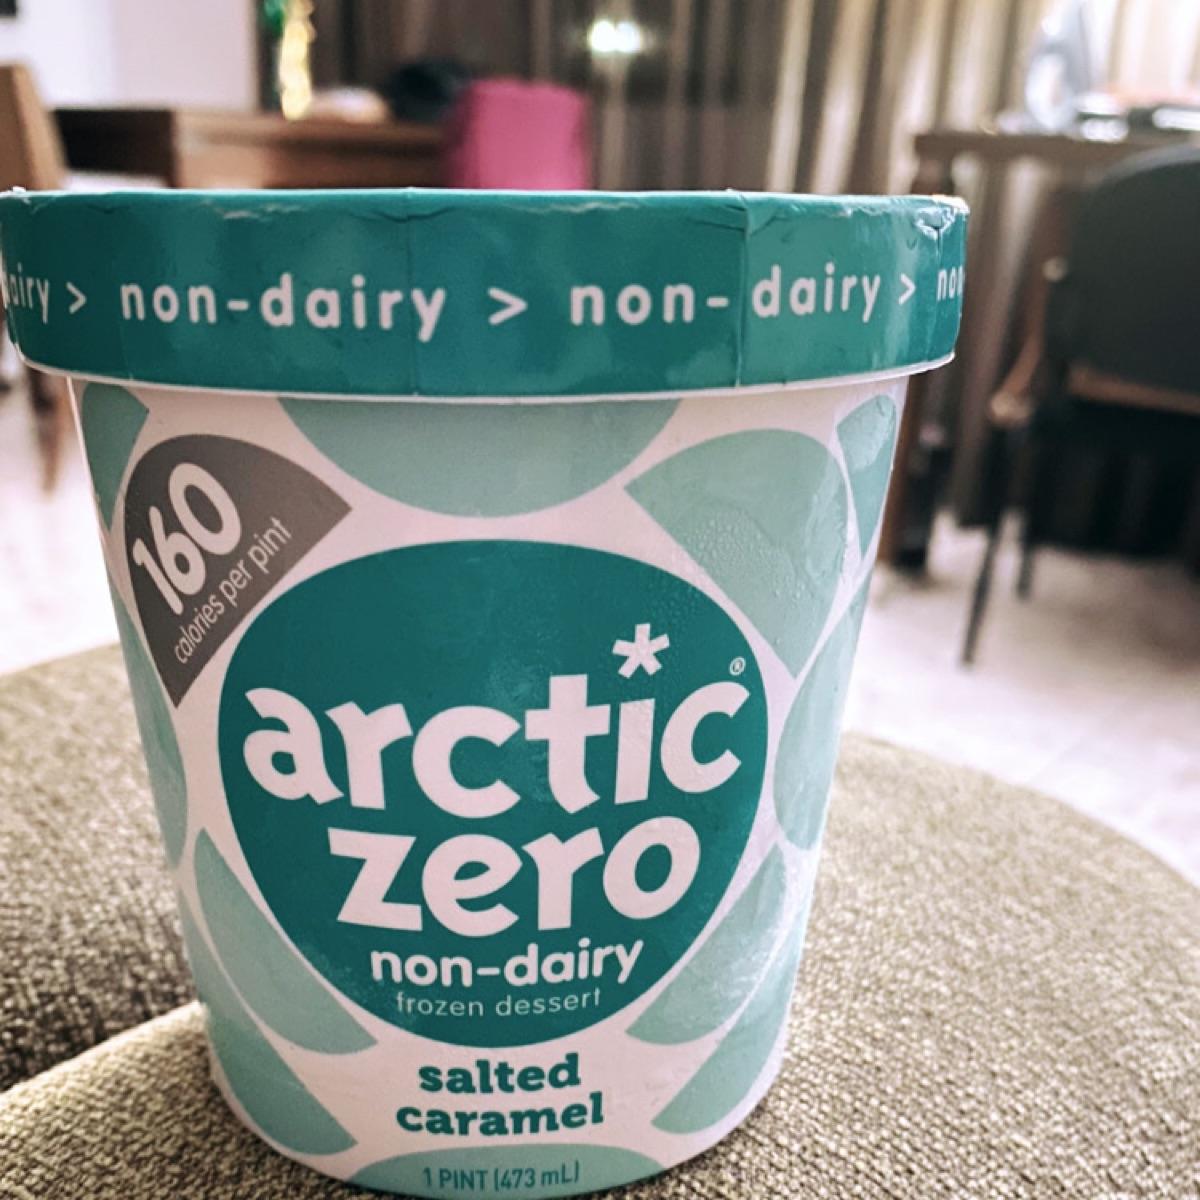 dairy > non-dairy > non-dairy > non
160
calories per pint
arctic®
zero
non-dairy
frozen dessert
salted
caramel
1 PINT (473 mL)